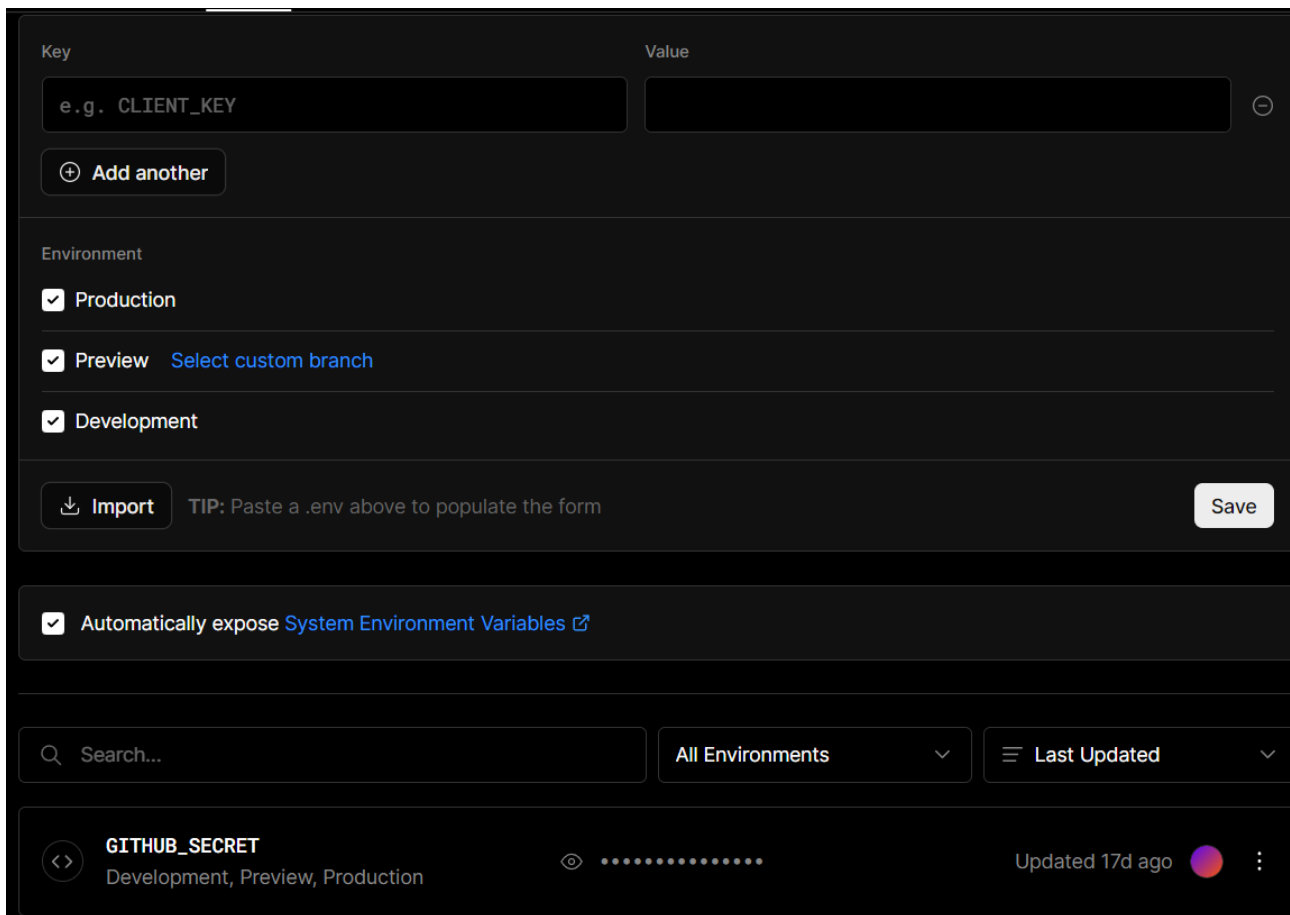 Key
Value
e.g. CLIENT_KEY
Add another
Environment
Production
Preview Select custom branch
Development
Import TIP: Paste a .env above to populate the form Save
Automatically expose System Environment Variables
Search... All Environments Last Updated
GITHUB_SECRET
Development, Preview, Production
••••••••••••••• Updated 17d ago